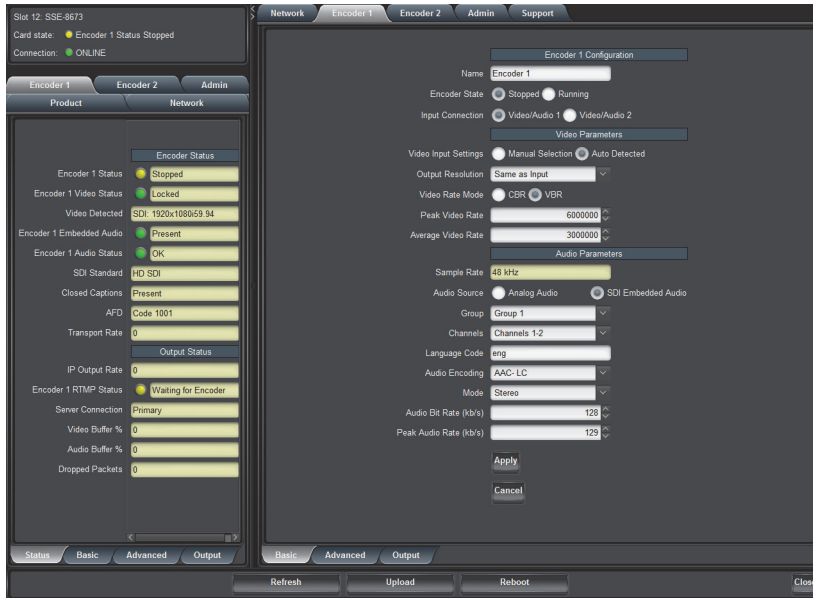 Slot 12: SSE-8673
Card state: Encoder 1 Status Stopped
Connection: ONLINE
Encoder 1 Encoder 2 Admin
Product Network
Encoder Status
Encoder 1 Status Stopped
Encoder 1 Video Status Locked
Video Detected SDI: 1920x1080i59.94
Encoder 1 Embedded Audio Present
Encoder 1 Audio Status OK
SDI Standard HD SDI
Closed Captions Present
AFD Code 1001
Transport Rate 0
Output Status
IP Output Rate 0
Encoder 1 RTMP Status Waiting for Encoder
Server Connection Primary
Video Buffer % 0
Audio Buffer % 0
Dropped Packets 0
Status Basic Advanced Output
Network Encoder 1 Encoder 2 Admin Support
Encoder 1 Configuration
Name Encoder 1
Encoder State Stopped Running
Input Connection Video/Audio 1 Video/Audio 2
Video Parameters
Video Input Settings Manual Selection Auto Detected
Output Resolution Same as Input
Video Rate Mode CBR VBR
Peak Video Rate 6000000
Average Video Rate 3000000
Audio Parameters
Sample Rate 48 kHz
Audio Source Analog Audio SDI Embedded Audio
Group Group 1
Channels Channels 1-2
Language Code eng
Audio Encoding AAC- LC
Mode Stereo
Audio Bit Rate (kb/s) 128
Peak Audio Rate (kb/s) 129
Apply
Cancel
Basic Advanced Output
Refresh Upload Reboot Close